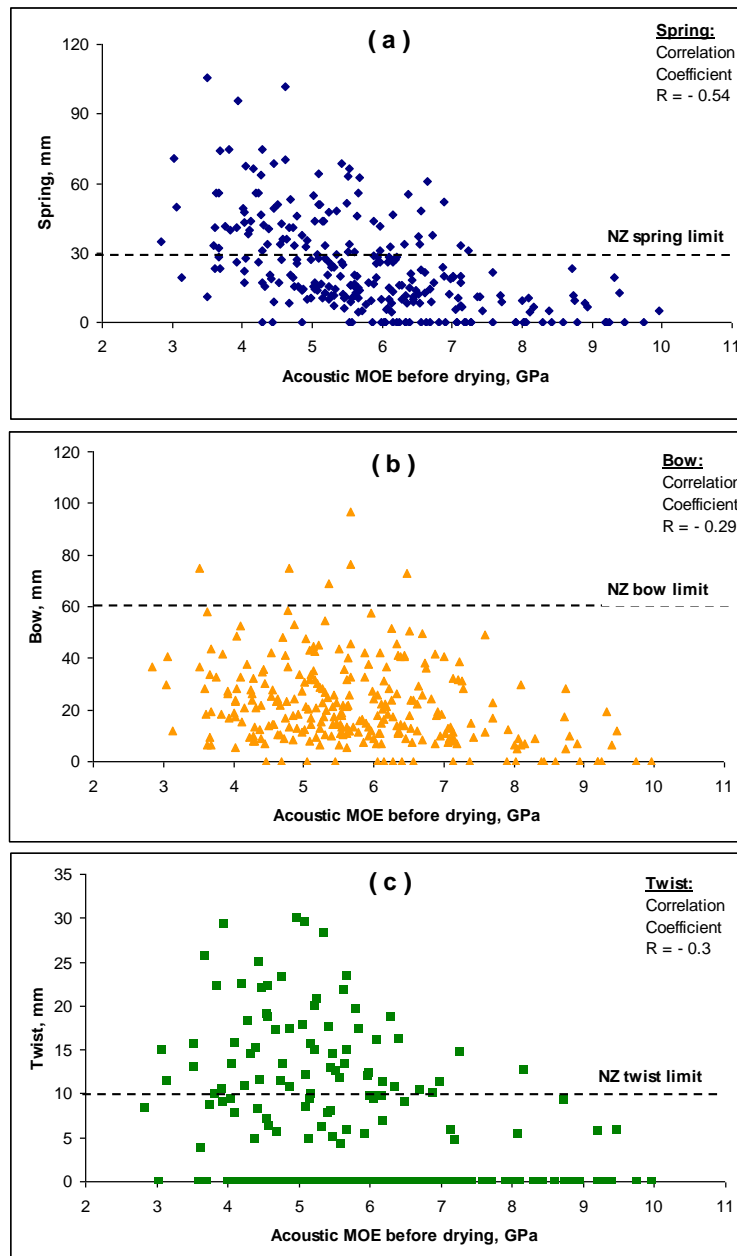 ( a )
Spring:
Correlation
Coefficient
R = - 0.54
120
90
60
30
0
Spring, mm
NZ spring limit
2 3 4 5 6 7 8 9 10 11
Acoustic MOE before drying, GPa
( b )
Bow:
Correlation
Coefficient
R = - 0.29
120
100
80
60
40
20
0
Bow, mm
NZ bow limit
2 3 4 5 6 7 8 9 10 11
Acoustic MOE before drying, GPa
( c )
Twist:
Correlation
Coefficient
R = - 0.3
35
30
25
20
15
10
5
0
Twist, mm
NZ twist limit
2 3 4 5 6 7 8 9 10 11
Acoustic MOE before drying, GPa